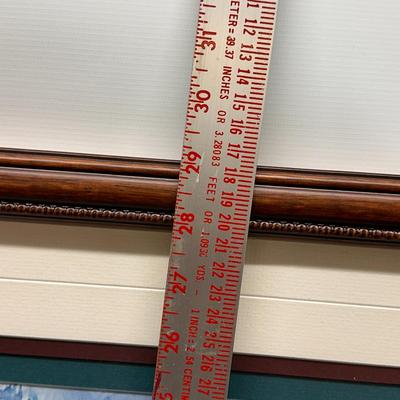 31 30 29 28 27 26
ETER = 39.37 INCHES OR 3.28083 FEET OR 1.0936 YDS - 1 INCH = 2.54 CENTI
12 13 14 15 16 17 18 19 20 21 22 23 24 25 26 27